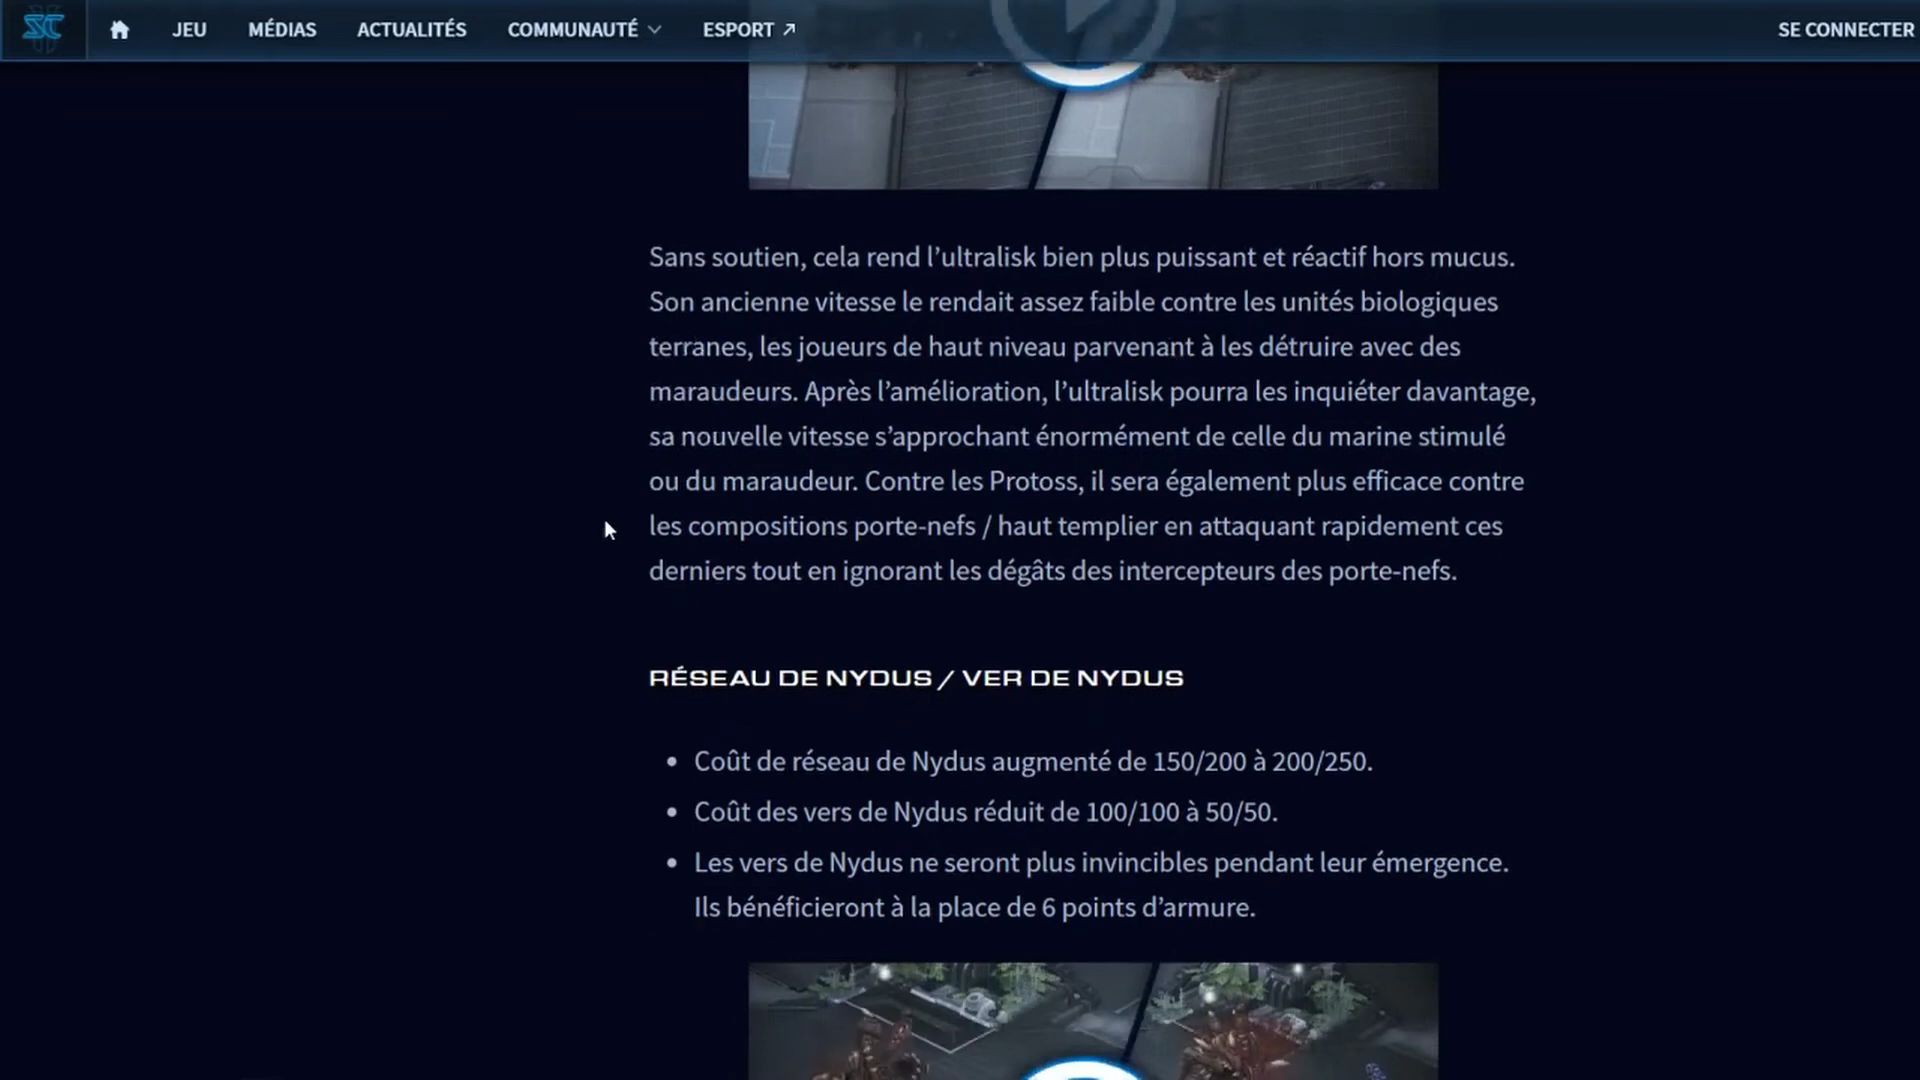 SC
JEU MÉDIAS ACTUALITÉS COMMUNAUTÉ ESPORT SE CONNECTER
Sans soutien, cela rend l’ultralisk bien plus puissant et réactif hors mucus.
Son ancienne vitesse le rendait assez faible contre les unités biologiques
terranes, les joueurs de haut niveau parvenant à les détruire avec des
maraudeurs. Après l’amélioration, l’ultralisk pourra les inquiéter davantage,
sa nouvelle vitesse s’approchant énormément de celle du marine stimulé
ou du maraudeur. Contre les Protoss, il sera également plus efficace contre
les compositions porte-nefs / haut templier en attaquant rapidement ces
derniers tout en ignorant les dégâts des intercepteurs des porte-nefs.
RÉSEAU DE NYDUS / VER DE NYDUS
• Coût de réseau de Nydus augmenté de 150/200 à 200/250.
• Coût des vers de Nydus réduit de 100/100 à 50/50.
• Les vers de Nydus ne seront plus invincibles pendant leur émergence.
Ils bénéficieront à la place de 6 points d’armure.